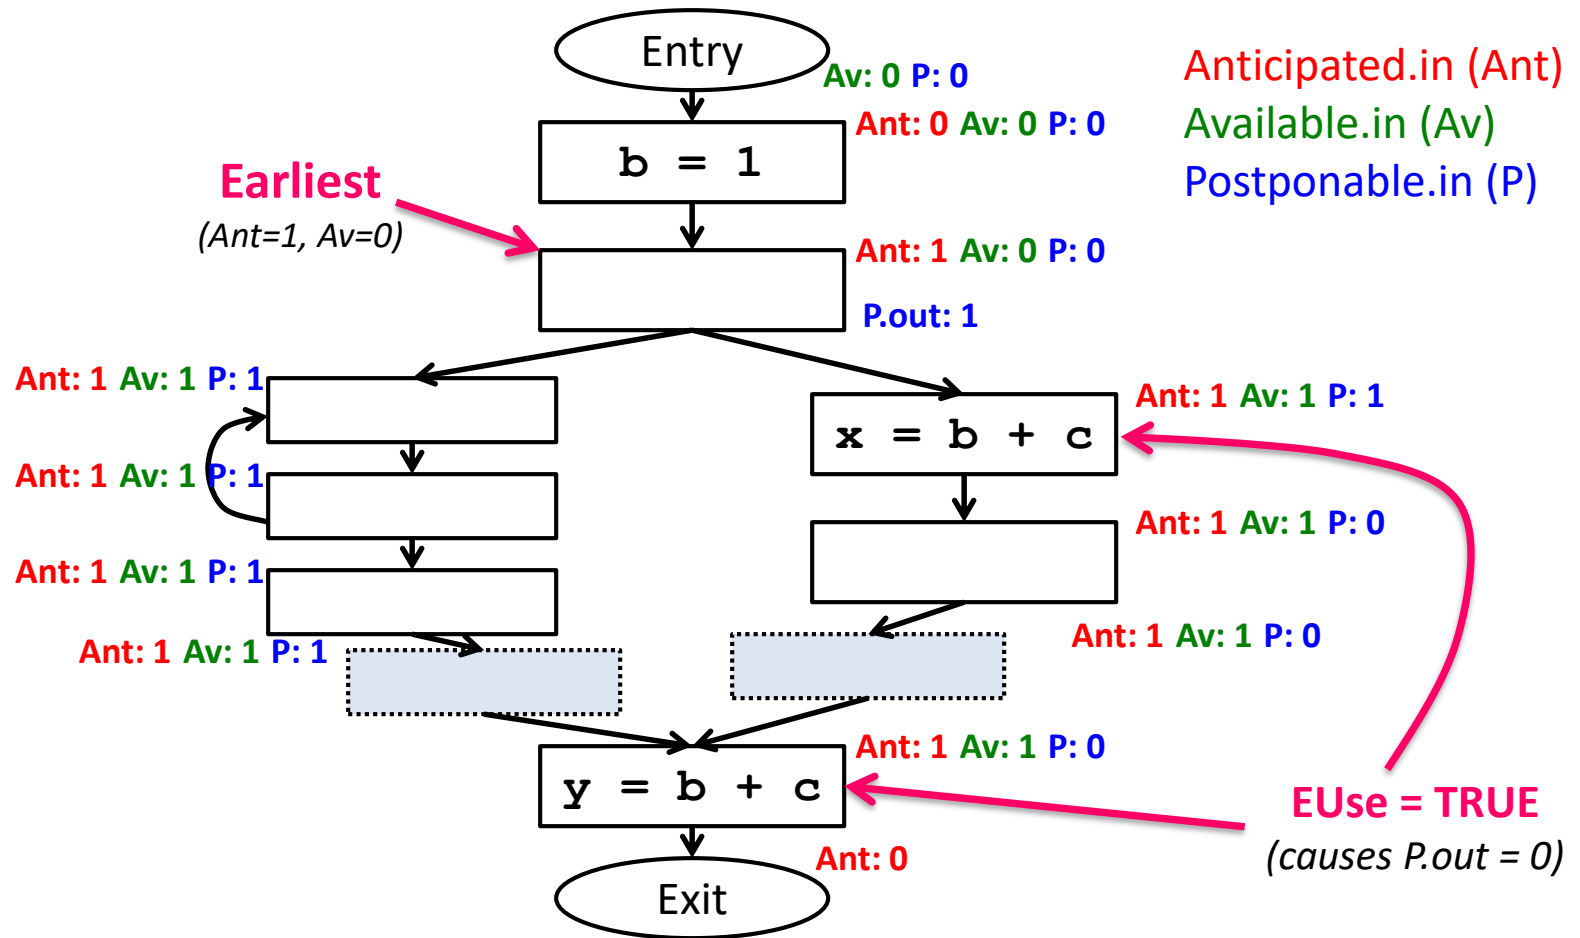 Entry
Av: 0 P: 0
Anticipated.in (Ant)
Available.in (Av)
Postponable.in (P)
b = 1
Ant: 0 Av: 0 P: 0
Earliest
(Ant=1, Av=0)
Ant: 1 Av: 0 P: 0
P.out: 1
Ant: 1 Av: 1 P: 1
x = b + c
Ant: 1 Av: 1 P: 1
Ant: 1 Av: 1 P: 1
Ant: 1 Av: 1 P: 0
Ant: 1 Av: 1 P: 1
Ant: 1 Av: 1 P: 1
Ant: 1 Av: 1 P: 0
y = b + c
Ant: 1 Av: 1 P: 0
EUse = TRUE
(causes P.out = 0)
Ant: 0
Exit